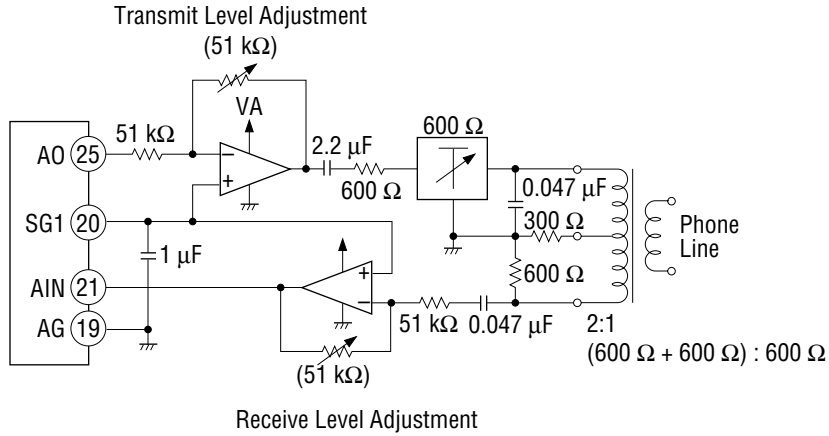 Transmit Level Adjustment
(51 kΩ)
VA
51 kΩ
2.2 μF
600 Ω
600 Ω
AO 25
0.047 μF
SG1 20
300 Ω
Phone
Line
1 μF
600 Ω
AIN 21
51 kΩ 0.047 μF
AG 19
2:1
(600 Ω + 600 Ω) : 600 Ω
(51 kΩ)
Receive Level Adjustment